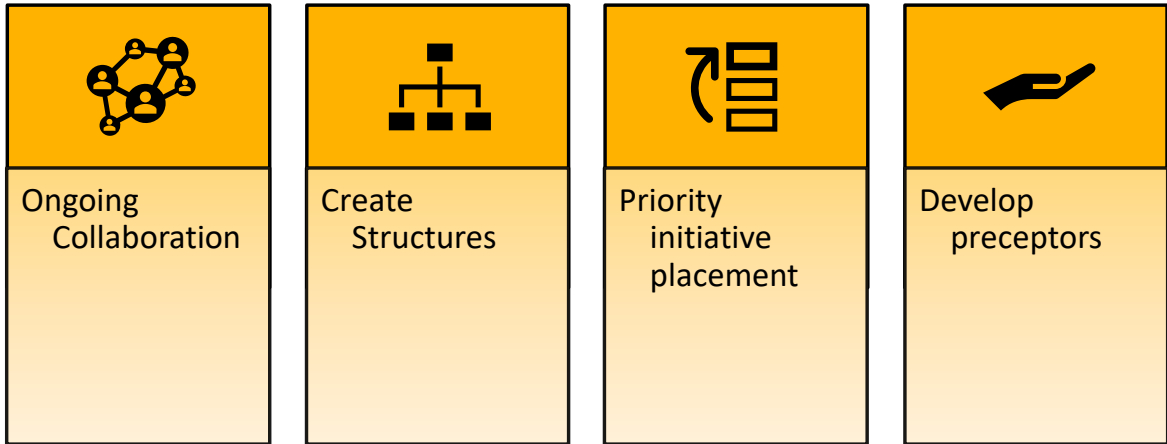 Ongoing
Collaboration
Create
Structures
Priority
initiative
placement
Develop
preceptors